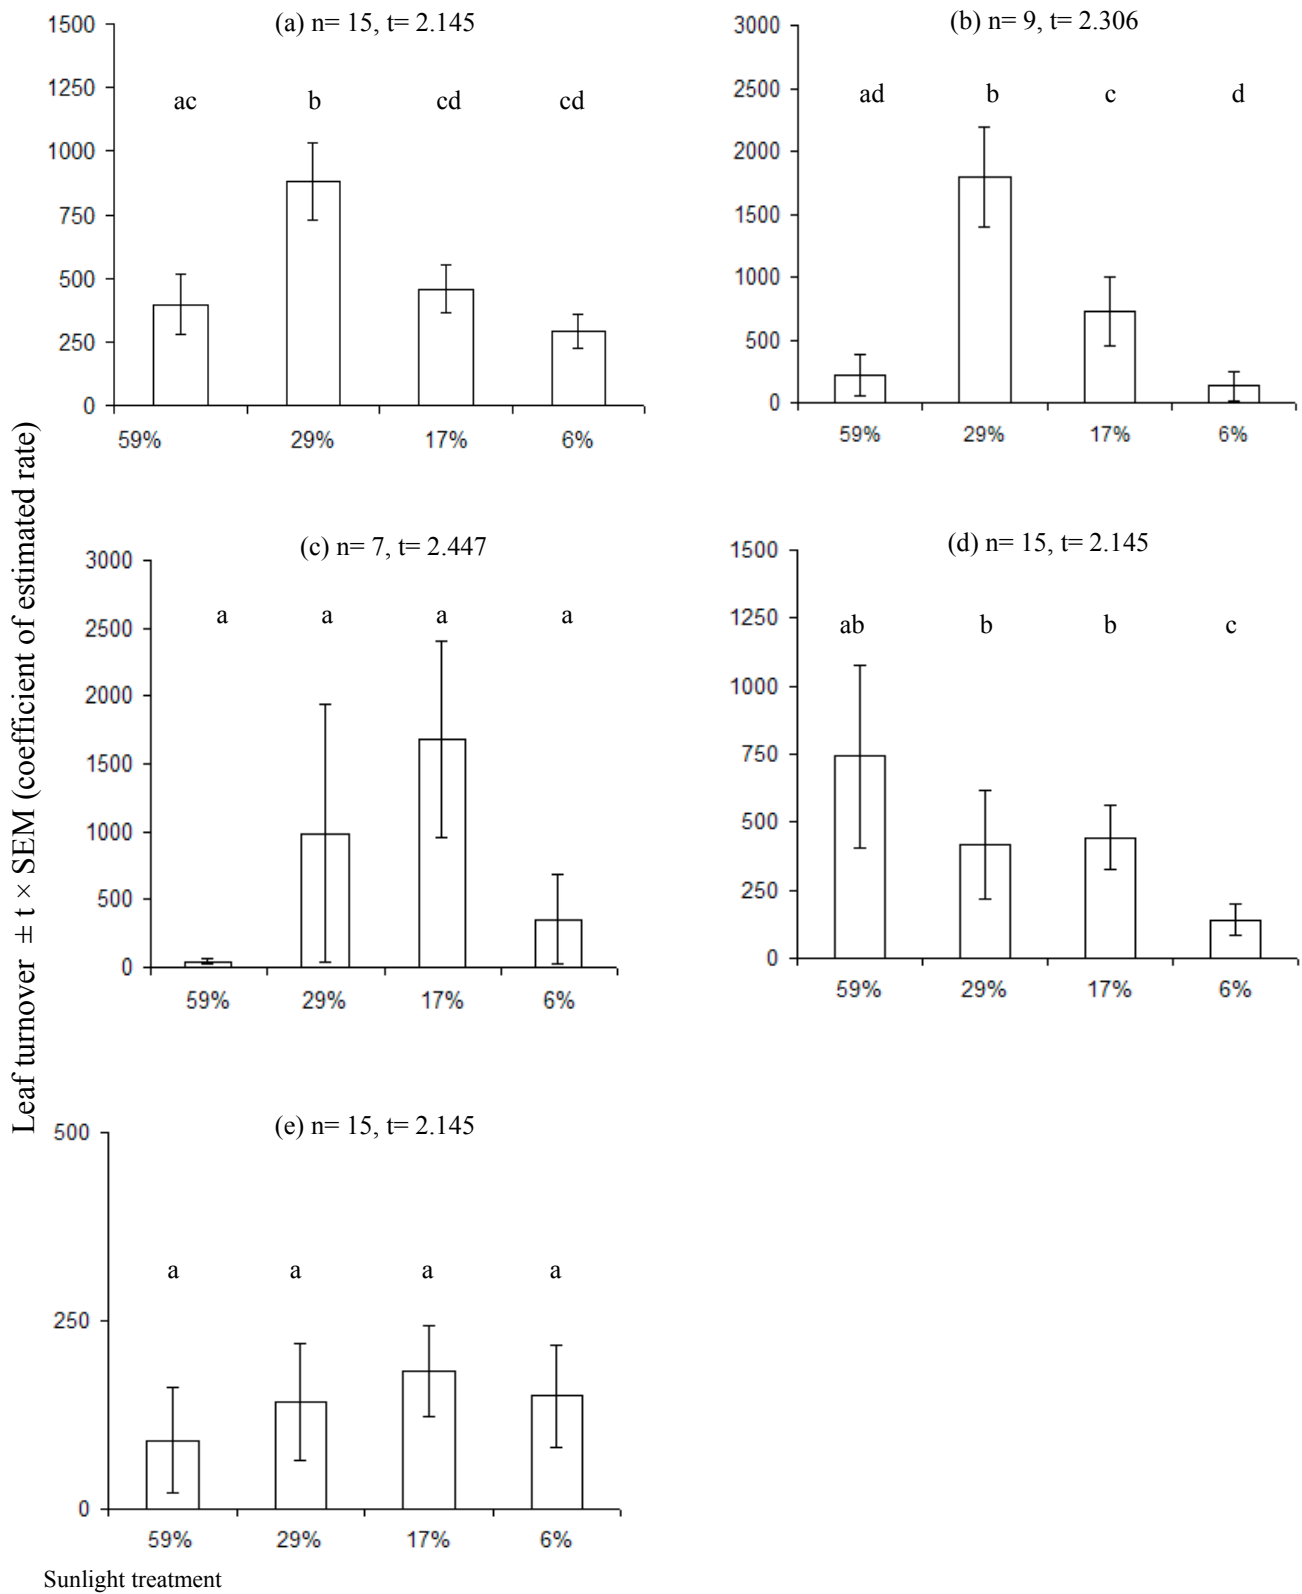 (a) n= 15, t= 2.145
1500
1250
1000
750
500
250
0
ac b cd cd
59% 29% 17% 6%
(b) n= 9, t= 2.306
3000
2500
2000
1500
1000
500
0
ad b c d
59% 29% 17% 6%
Leaf turnover ± t × SEM (coefficient of estimated rate)
(c) n= 7, t= 2.447
3000
2500
2000
1500
1000
500
0
a a a a
59% 29% 17% 6%
(d) n= 15, t= 2.145
1500
1250
1000
750
500
250
0
ab b b c
59% 29% 17% 6%
(e) n= 15, t= 2.145
500
250
0
a a a a
59% 29% 17% 6%
Sunlight treatment